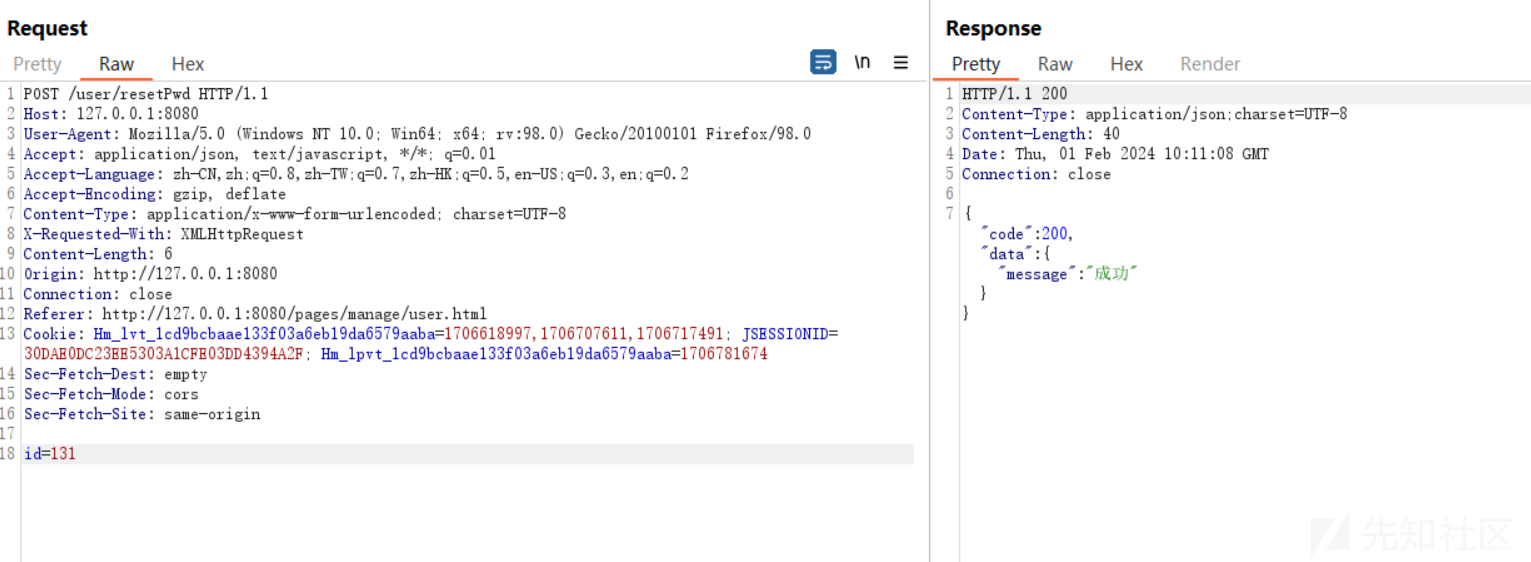 Request
Pretty Raw Hex \n
1 POST /user/resetPwd HTTP/1.1
2 Host: 127.0.0.1:8080
3 User-Agent: Mozilla/5.0 (Windows NT 10.0; Win64; x64; rv:98.0) Gecko/20100101 Firefox/98.0
4 Accept: application/json, text/javascript, */*; q=0.01
5 Accept-Language: zh-CN,zh;q=0.8,zh-TW;q=0.7,zh-HK;q=0.5,en-US;q=0.3,en;q=0.2
6 Accept-Encoding: gzip, deflate
7 Content-Type: application/x-www-form-urlencoded; charset=UTF-8
8 X-Requested-With: XMLHttpRequest
9 Content-Length: 6
10 Origin: http://127.0.0.1:8080
11 Connection: close
12 Referer: http://127.0.0.1:8080/pages/manage/user.html
13 Cookie: Hm_lvt_1cd9bcbaae133f03a6eb19da6579aaba=1706618997,1706707611,1706717491; JSESSIONID=
30DAE0DC23EE5303A1CFE03DD4394A2F; Hm_lpvt_1cd9bcbaae133f03a6eb19da6579aaba=1706781674
14 Sec-Fetch-Dest: empty
15 Sec-Fetch-Mode: cors
16 Sec-Fetch-Site: same-origin
17
18 id=131
Response
Pretty Raw Hex Render
1 HTTP/1.1 200
2 Content-Type: application/json;charset=UTF-8
3 Content-Length: 40
4 Date: Thu, 01 Feb 2024 10:11:08 GMT
5 Connection: close
6
7 {
"code":200,
"data":{
"message":"成功"
}
}
先知社区